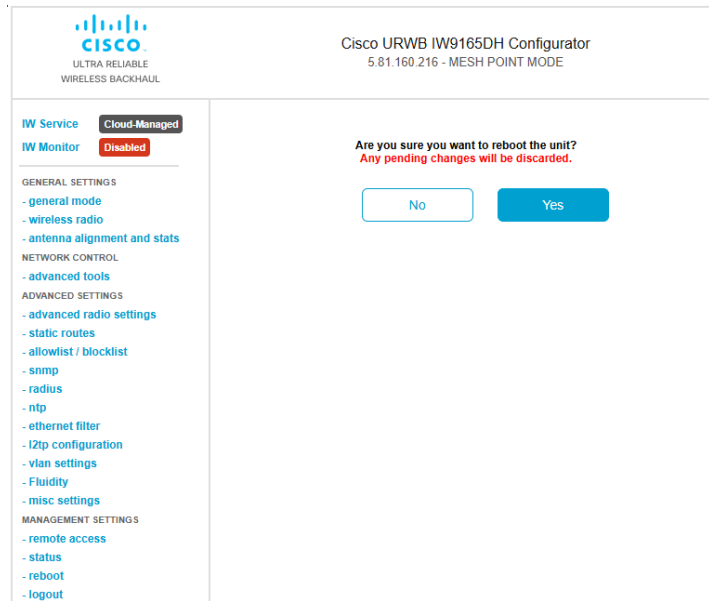 CISCO
ULTRA RELIABLE
WIRELESS BACKHAUL
Cisco URWB IW9165DH Configurator
5.81.160.216 - MESH POINT MODE
IW Service Cloud-Managed
IW Monitor Disabled
GENERAL SETTINGS
- general mode
- wireless radio
- antenna alignment and stats
NETWORK CONTROL
- advanced tools
ADVANCED SETTINGS
- advanced radio settings
- static routes
- allowlist / blocklist
- snmp
- radius
- ntp
- ethernet filter
- l2tp configuration
- vlan settings
- Fluidity
- misc settings
MANAGEMENT SETTINGS
- remote access
- status
- reboot
- logout
Are you sure you want to reboot the unit?
Any pending changes will be discarded.
No Yes